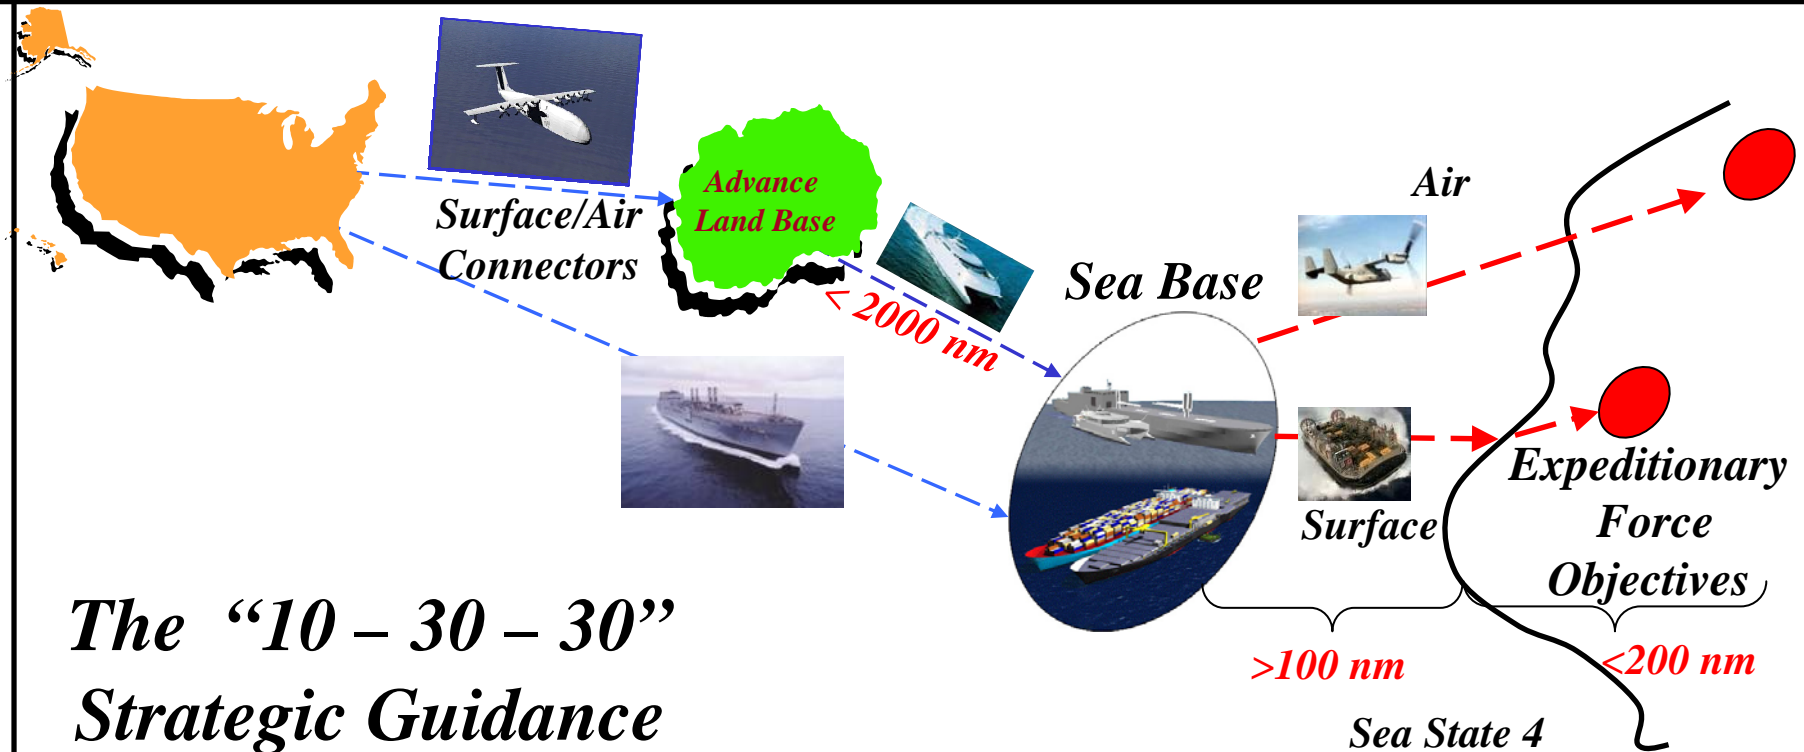 Air
Advance
Land Base
Surface/Air
Connectors
Sea Base
< 2000 nm
Expeditionary
Force
Objectives
Surface
>100 nm
<200 nm
Sea State 4
The “10 – 30 – 30”
Strategic Guidance